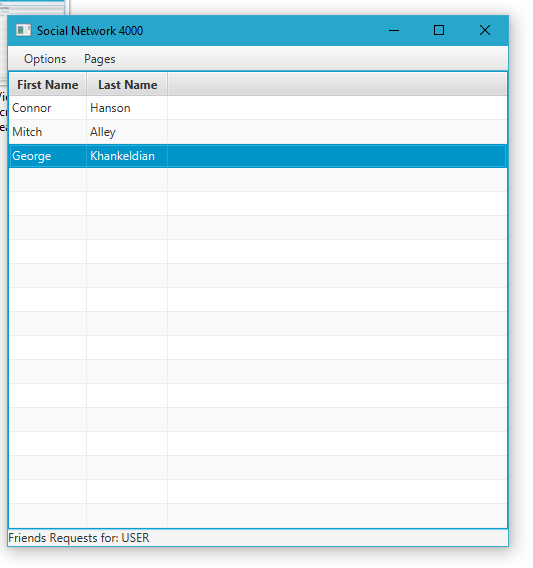 Social Network 4000
Options Pages
First Name Last Name
Connor Hanson
Mitch Alley
George Khankeldian
Friends Requests for: USER